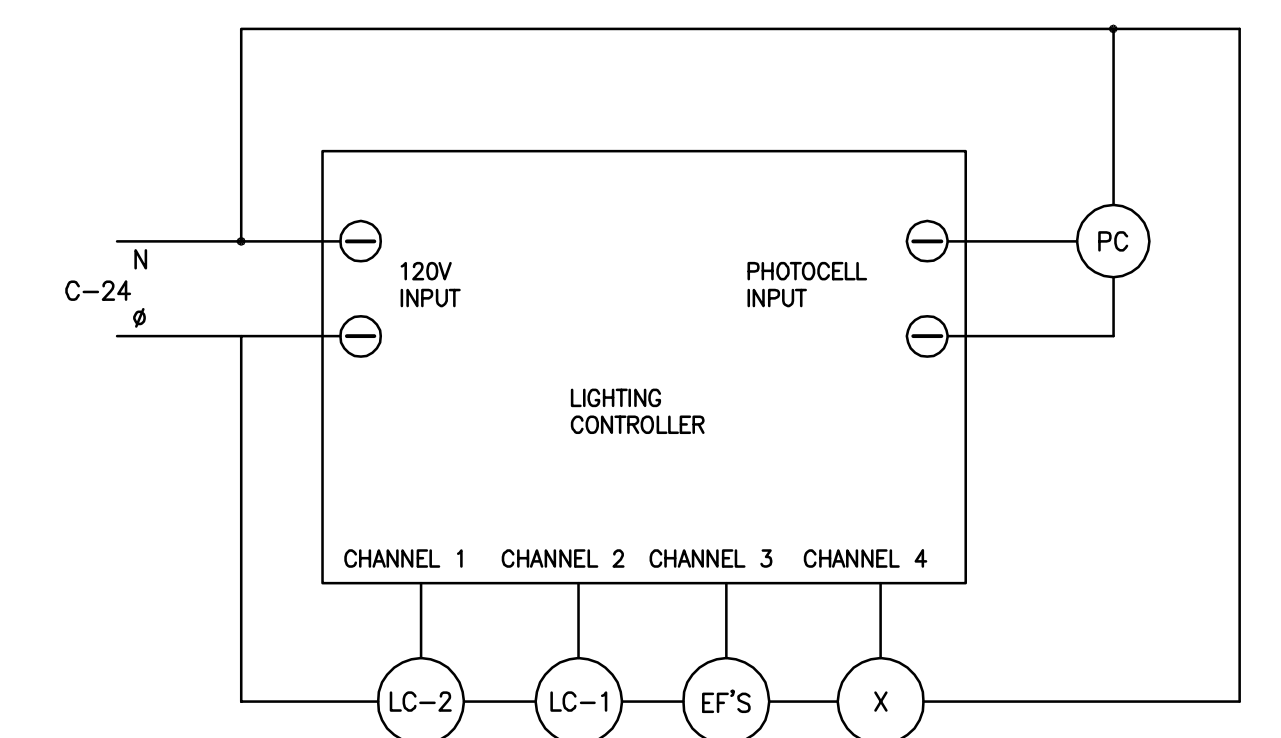 N
C-24
ø
120V
INPUT
PHOTOCELL
INPUT
PC
LIGHTING
CONTROLLER
CHANNEL 1
CHANNEL 2
CHANNEL 3
CHANNEL 4
LC-2
LC-1
EF'S
X